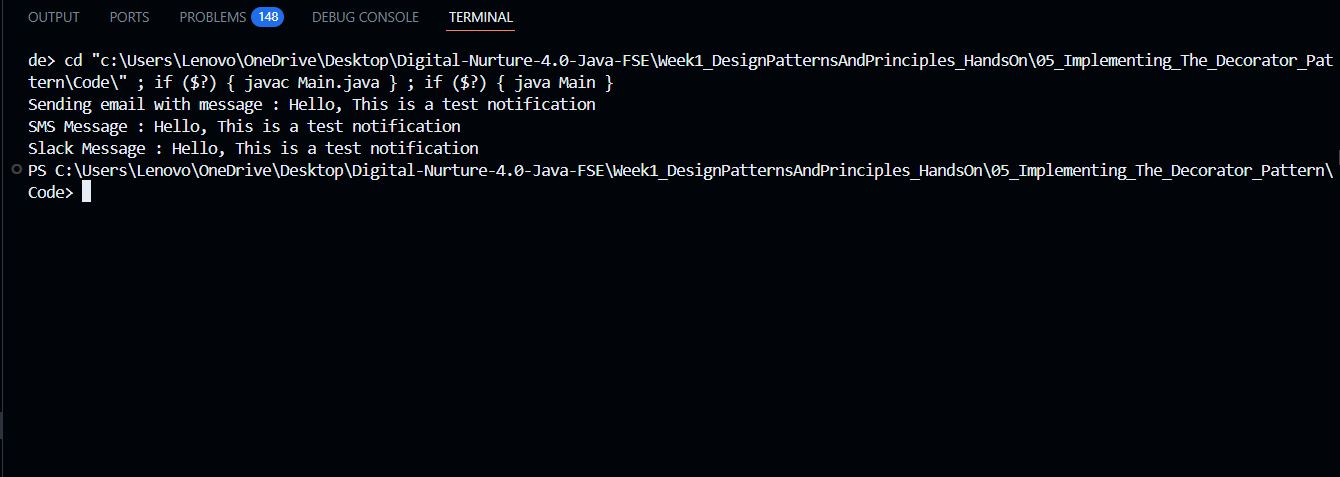 OUTPUT PORTS PROBLEMS 148 DEBUG CONSOLE TERMINAL
de> cd "c:\Users\Lenovo\OneDrive\Desktop\Digital-Nurture-4.0-Java-FSE\Week1_DesignPatternsAndPrinciples_HandsOn\05_Implementing_The_Decorator_Pat
tern\Code\" ; if ($?) { javac Main.java } ; if ($?) { java Main }
Sending email with message : Hello, This is a test notification
SMS Message : Hello, This is a test notification
Slack Message : Hello, This is a test notification
PS C:\Users\Lenovo\OneDrive\Desktop\Digital-Nurture-4.0-Java-FSE\Week1_DesignPatternsAndPrinciples_HandsOn\05_Implementing_The_Decorator_Pattern\
Code>